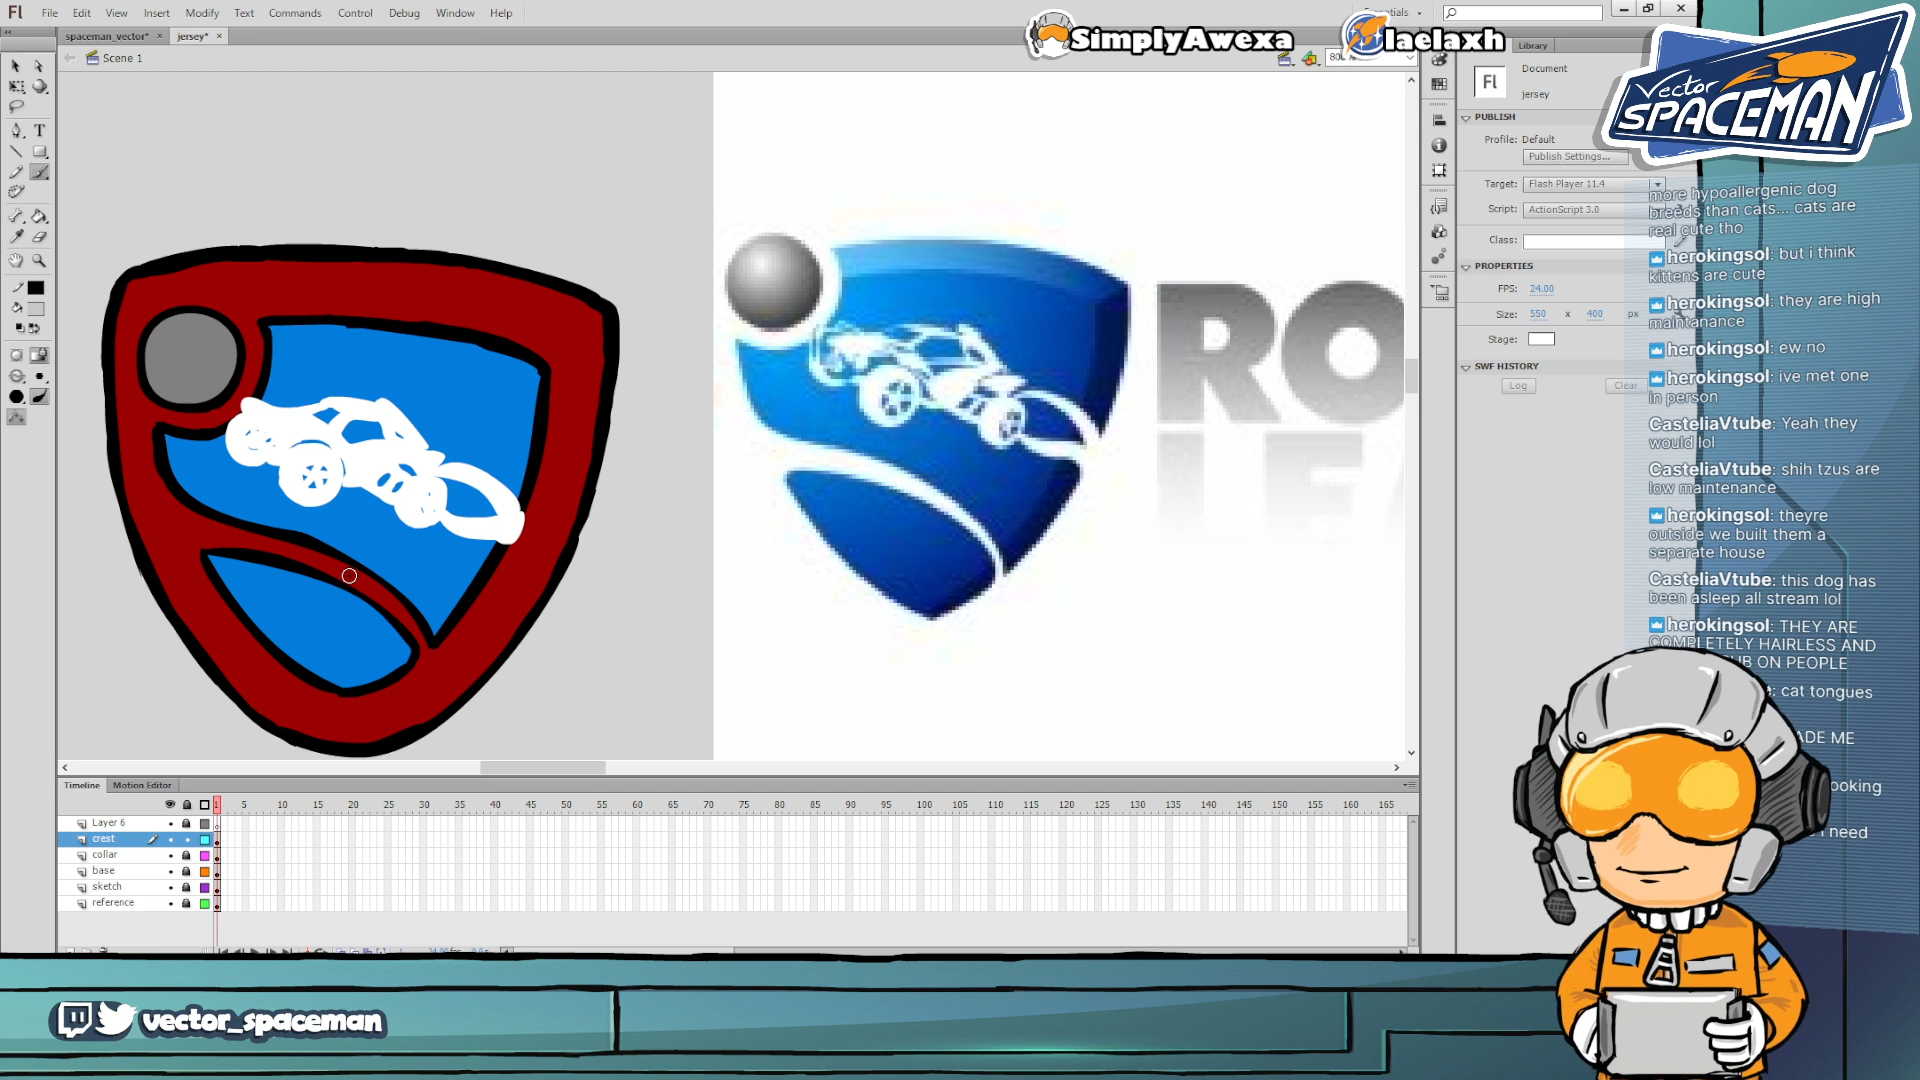 Fl File Edit View Insert Modify Text Commands Control Debug Window Help
spaceman_vector* × jersey* ×
Scene 1
SimplyAwexa
laelaxh
Library
Fl Document
jersey
PUBLISH
Profile: Default
Publish Settings...
Target: Flash Player 11.4
Script: ActionScript 3.0
Class:
PROPERTIES
FPS: 24.00
Size: 550 x 400 px
Stage:
SWF HISTORY
Log Clear
Vector
SPACEMAN
more hypoallergenic dog
breeds than cats... cats are
real cute tho
herokingsol: but i think
kittens are cute
herokingsol: they are high
maintanance
herokingsol: ew no
herokingsol: ive met one
in person
CasteliaVtube: Yeah they
would lol
CasteliaVtube: shih tzus are
low maintenance
herokingsol: theyre
outside we built them a
separate house
CasteliaVtube: this dog has
been asleep all stream lol
herokingsol: THEY ARE
COMPLETELY HAIRLESS AND
ON PEOPLE
cat tongues
ME
need
RO
LEA
Timeline Motion Editor
1 5 10 15 20 25 30 35 40 45 50 55 60 65 70 75 80 85 90 95 100 105 110 115 120 125 130 135 140 145 150 155 160 165
Layer 6
crest
collar
base
sketch
reference
vector_spaceman